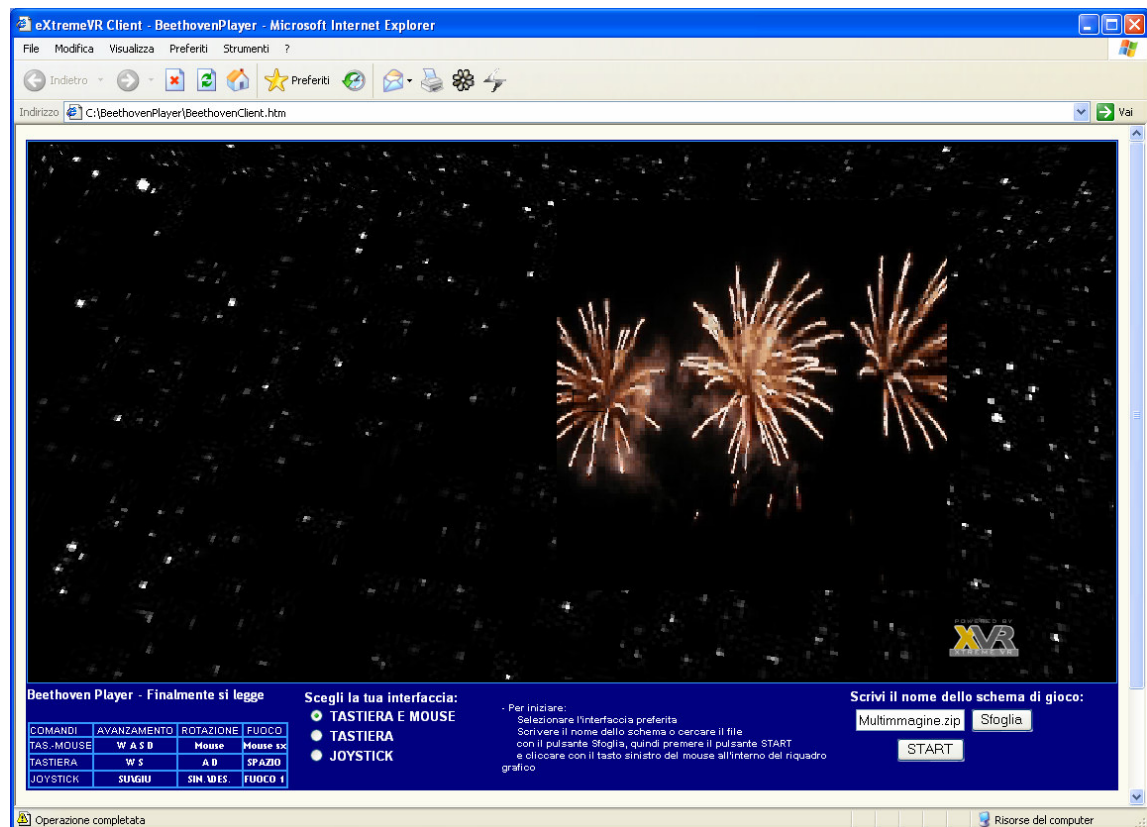 eXtremeVR Client - BeethovenPlayer - Microsoft Internet Explorer
File Modifica Visualizza Preferiti Strumenti ?
Indietro Preferiti
Indirizzo C:\BeethovenPlayer\BeethovenClient.htm Vai
POWERED BY
XVR
EXTREME VR
Beethoven Player - Finalmente si legge
COMANDI AVANZAMENTO ROTAZIONE FUOCO
TAS.-MOUSE W A S D Mouse Mouse sx
TASTIERA W S A D SPAZIO
JOYSTICK SU\GIU SIN.\DES. FUOCO 1
Scegli la tua interfaccia:
TASTIERA E MOUSE
TASTIERA
JOYSTICK
- Per iniziare:
Selezionare l'interfaccia preferita
Scrivere il nome dello schema o cercare il file
con il pulsante Sfoglia, quindi premere il pulsante START
e cliccare con il tasto sinistro del mouse all'interno del riquadro
grafico
Scrivi il nome dello schema di gioco:
Multimmagine.zip Sfoglia
START
Operazione completata Risorse del computer